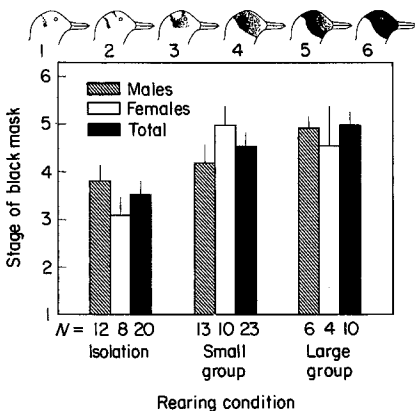 1 2 3 4 5 6
Males
Females
Total
Stage of black mask
6
5
4
3
2
1
N = 12 8 20 13 10 23 6 4 10
Isolation Small group Large group
Rearing condition